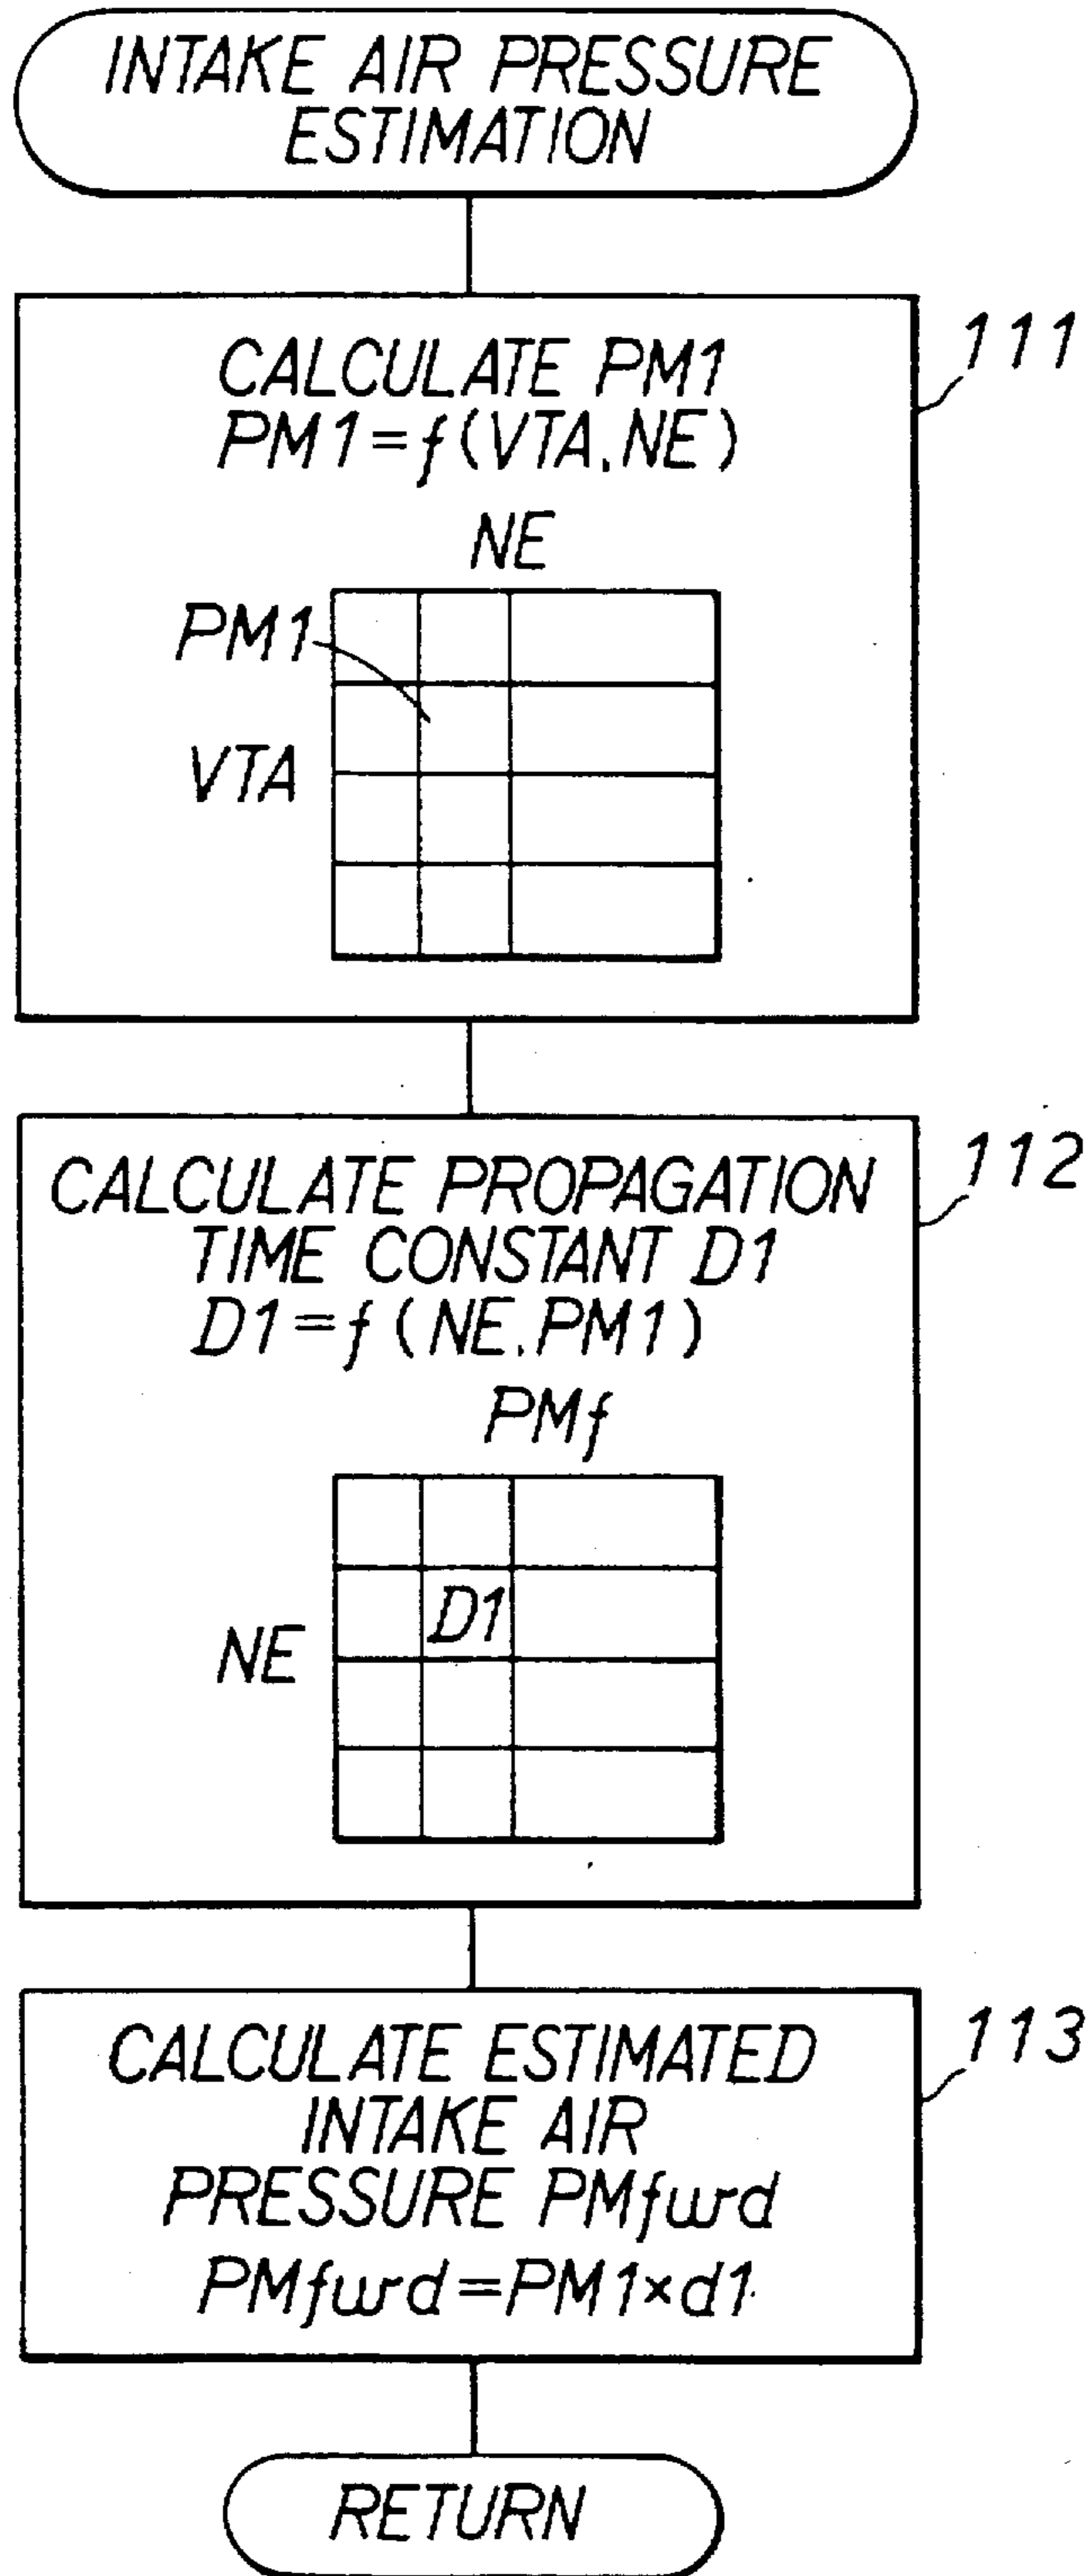 INTAKE AIR PRESSURE
ESTIMATION
111
CALCULATE PM1
PM1=f(VTA.NE)
NE
PM1
VTA
112
CALCULATE PROPAGATION
TIME CONSTANT D1
D1=f(NE.PM1)
PMf
D1
NE
113
CALCULATE ESTIMATED
INTAKE AIR
PRESSURE PMfwd
PMfwd=PM1×d1
RETURN